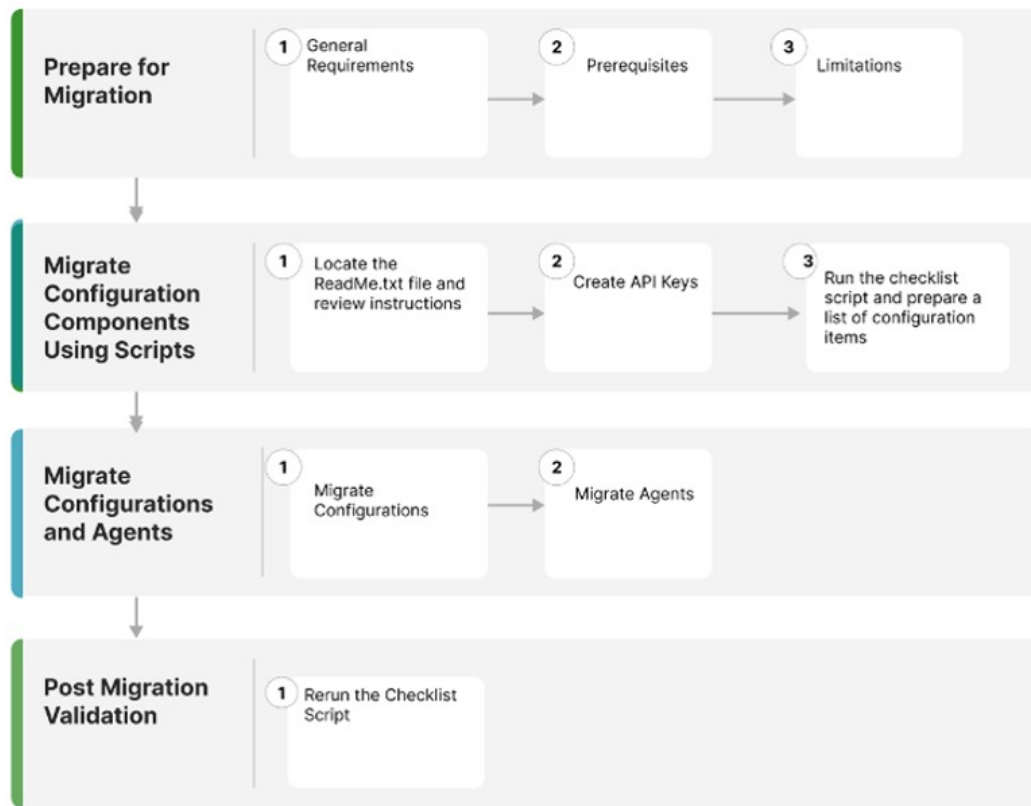 Prepare for
Migration
1
General
Requirements
2
Prerequisites
3
Limitations
Migrate
Configuration
Components
Using Scripts
1
Locate the
ReadMe.txt file and
review instructions
2
Create API Keys
3
Run the checklist
script and prepare a
list of configuration
items
Migrate
Configurations
and Agents
1
Migrate
Configurations
2
Migrate Agents
Post Migration
Validation
1
Rerun the Checklist
Script